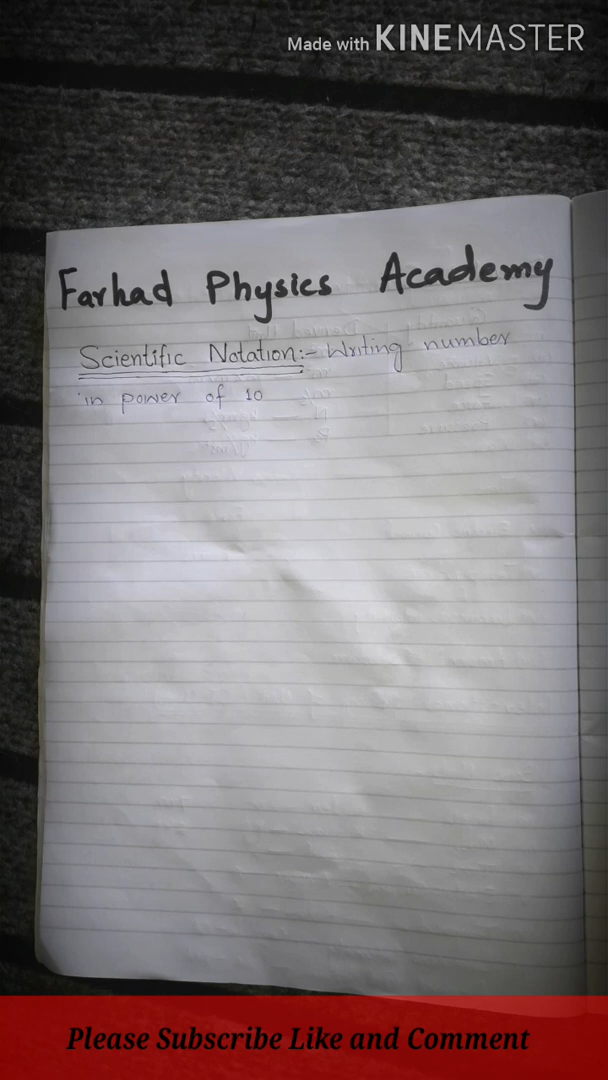 Made with KINEMASTER
Farhad Physics Academy
Scientific Notation:- Writing number
in power of 10
Please Subscribe Like and Comment